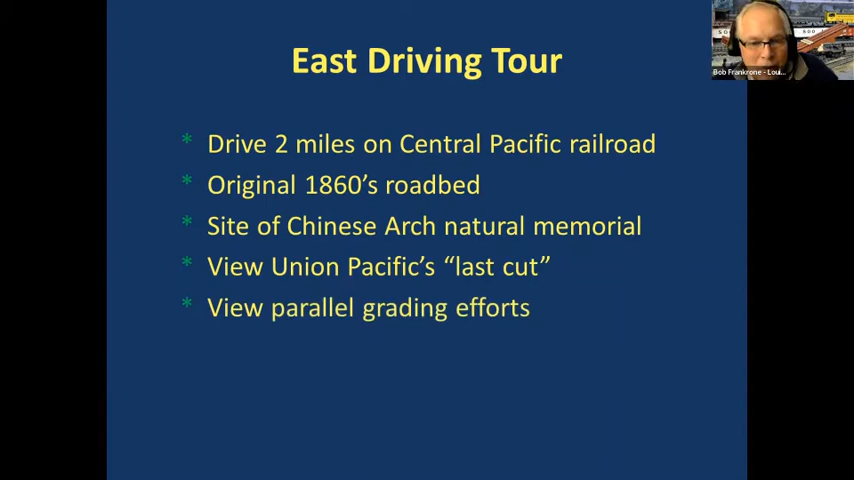 East Driving Tour
* Drive 2 miles on Central Pacific railroad
* Original 1860’s roadbed
* Site of Chinese Arch natural memorial
* View Union Pacific’s “last cut”
* View parallel grading efforts
Bob Frankrone - Loui...